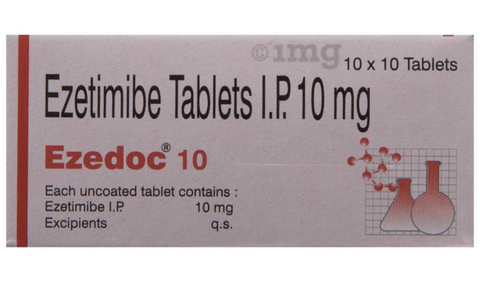 ©1mg
10 x 10 Tablets
Ezetimibe Tablets I.P. 10 mg
Ezedoc® 10
Each uncoated tablet contains :
Ezetimibe I.P. 10 mg
Excipients q.s.